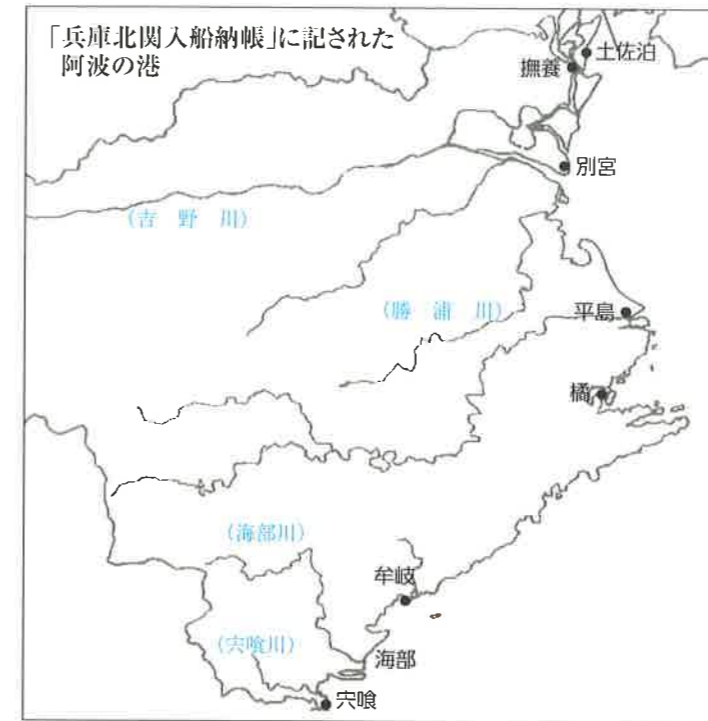 「兵庫北関入船納帳」に記された
阿波の港
土佐泊
撫養
別宮
（吉野川）
（勝浦川）
平島
橘
（海部川）
牟岐
（宍喰川）
海部
宍喰